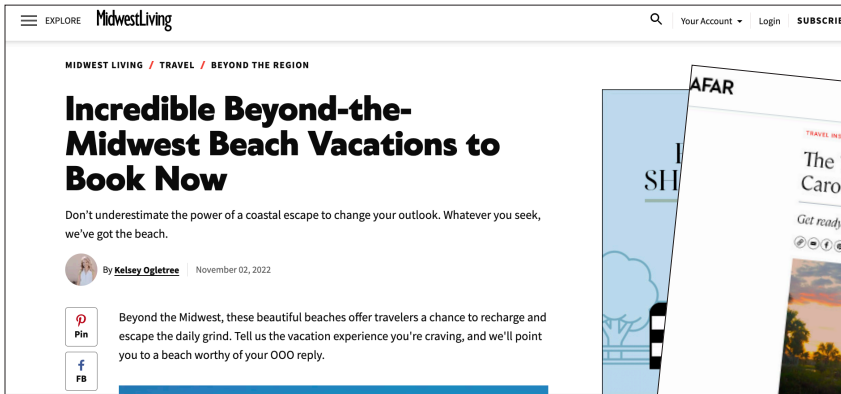 EXPLORE MidwestLiving Your Account Login
MIDWEST LIVING / TRAVEL / BEYOND THE REGION
Incredible Beyond-the-
Midwest Beach Vacations to
Book Now
Don't underestimate the power of a coastal escape to change your outlook. Whatever you seek,
we've got the beach.
By Kelsey Ogletree November 02, 2022
Pin
FB
Beyond the Midwest, these beautiful beaches offer travelers a chance to recharge and
escape the daily grind. Tell us the vacation experience you're craving, and we'll point
you to a beach worthy of your OOO reply.
SH
AFAR
TRAVEL
The
Get ready